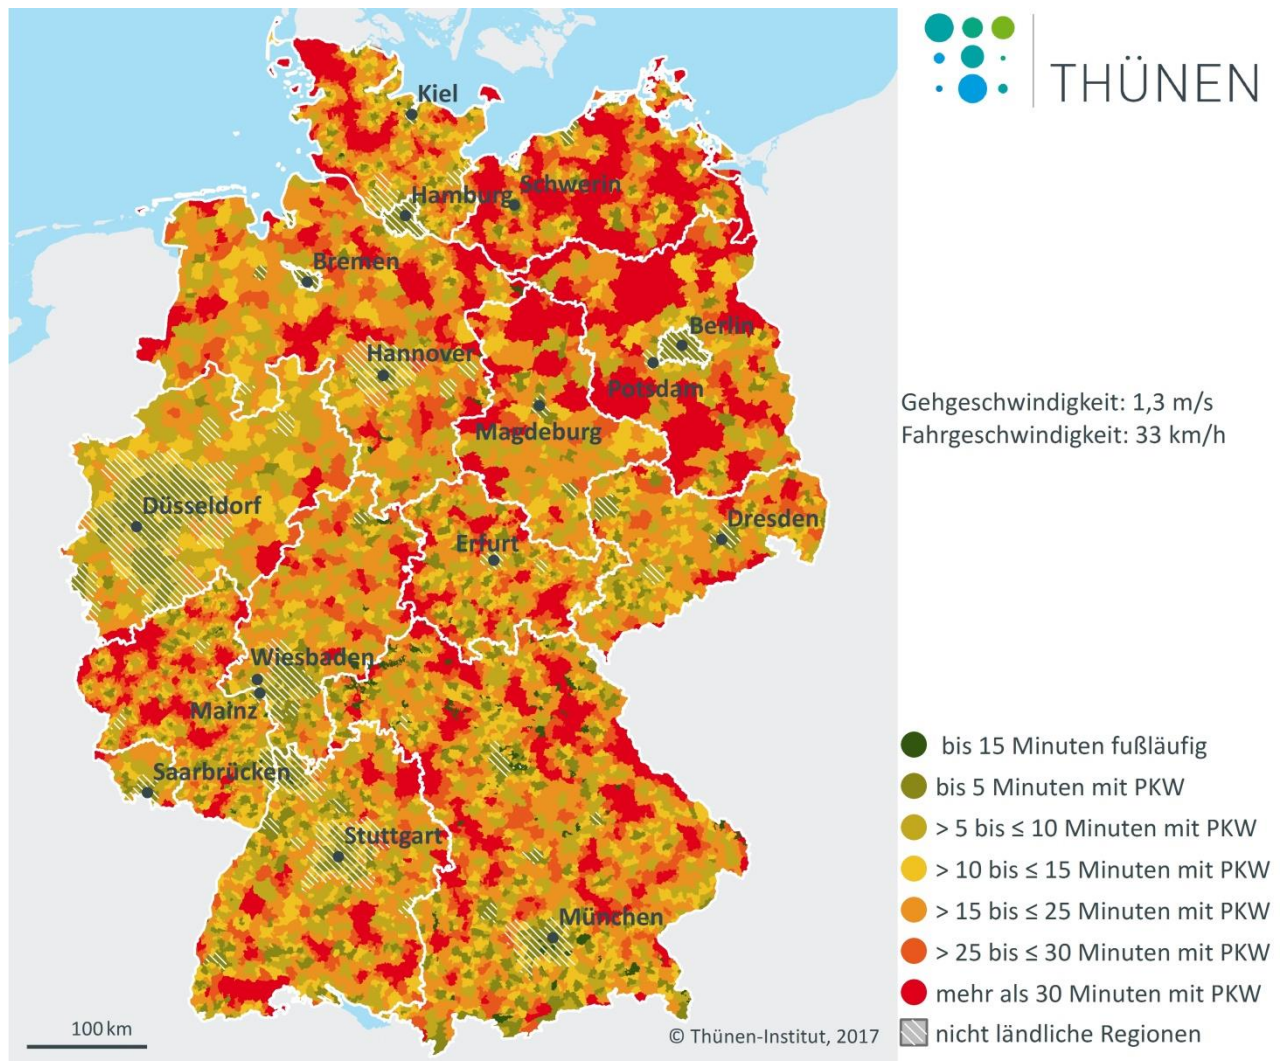 THÜNEN
Kiel
Hamburg
Schwerin
Bremen
Berlin
Hannover
Potsdam
Magdeburg
Düsseldorf
Dresden
Erfurt
Wiesbaden
Mainz
Saarbrücken
Stuttgart
München
Gehgeschwindigkeit: 1,3 m/s
Fahrgeschwindigkeit: 33 km/h
bis 15 Minuten fußläufig
bis 5 Minuten mit PKW
> 5 bis ≤ 10 Minuten mit PKW
> 10 bis ≤ 15 Minuten mit PKW
> 15 bis ≤ 25 Minuten mit PKW
> 25 bis ≤ 30 Minuten mit PKW
mehr als 30 Minuten mit PKW
nicht ländliche Regionen
100 km
© Thünen-Institut, 2017